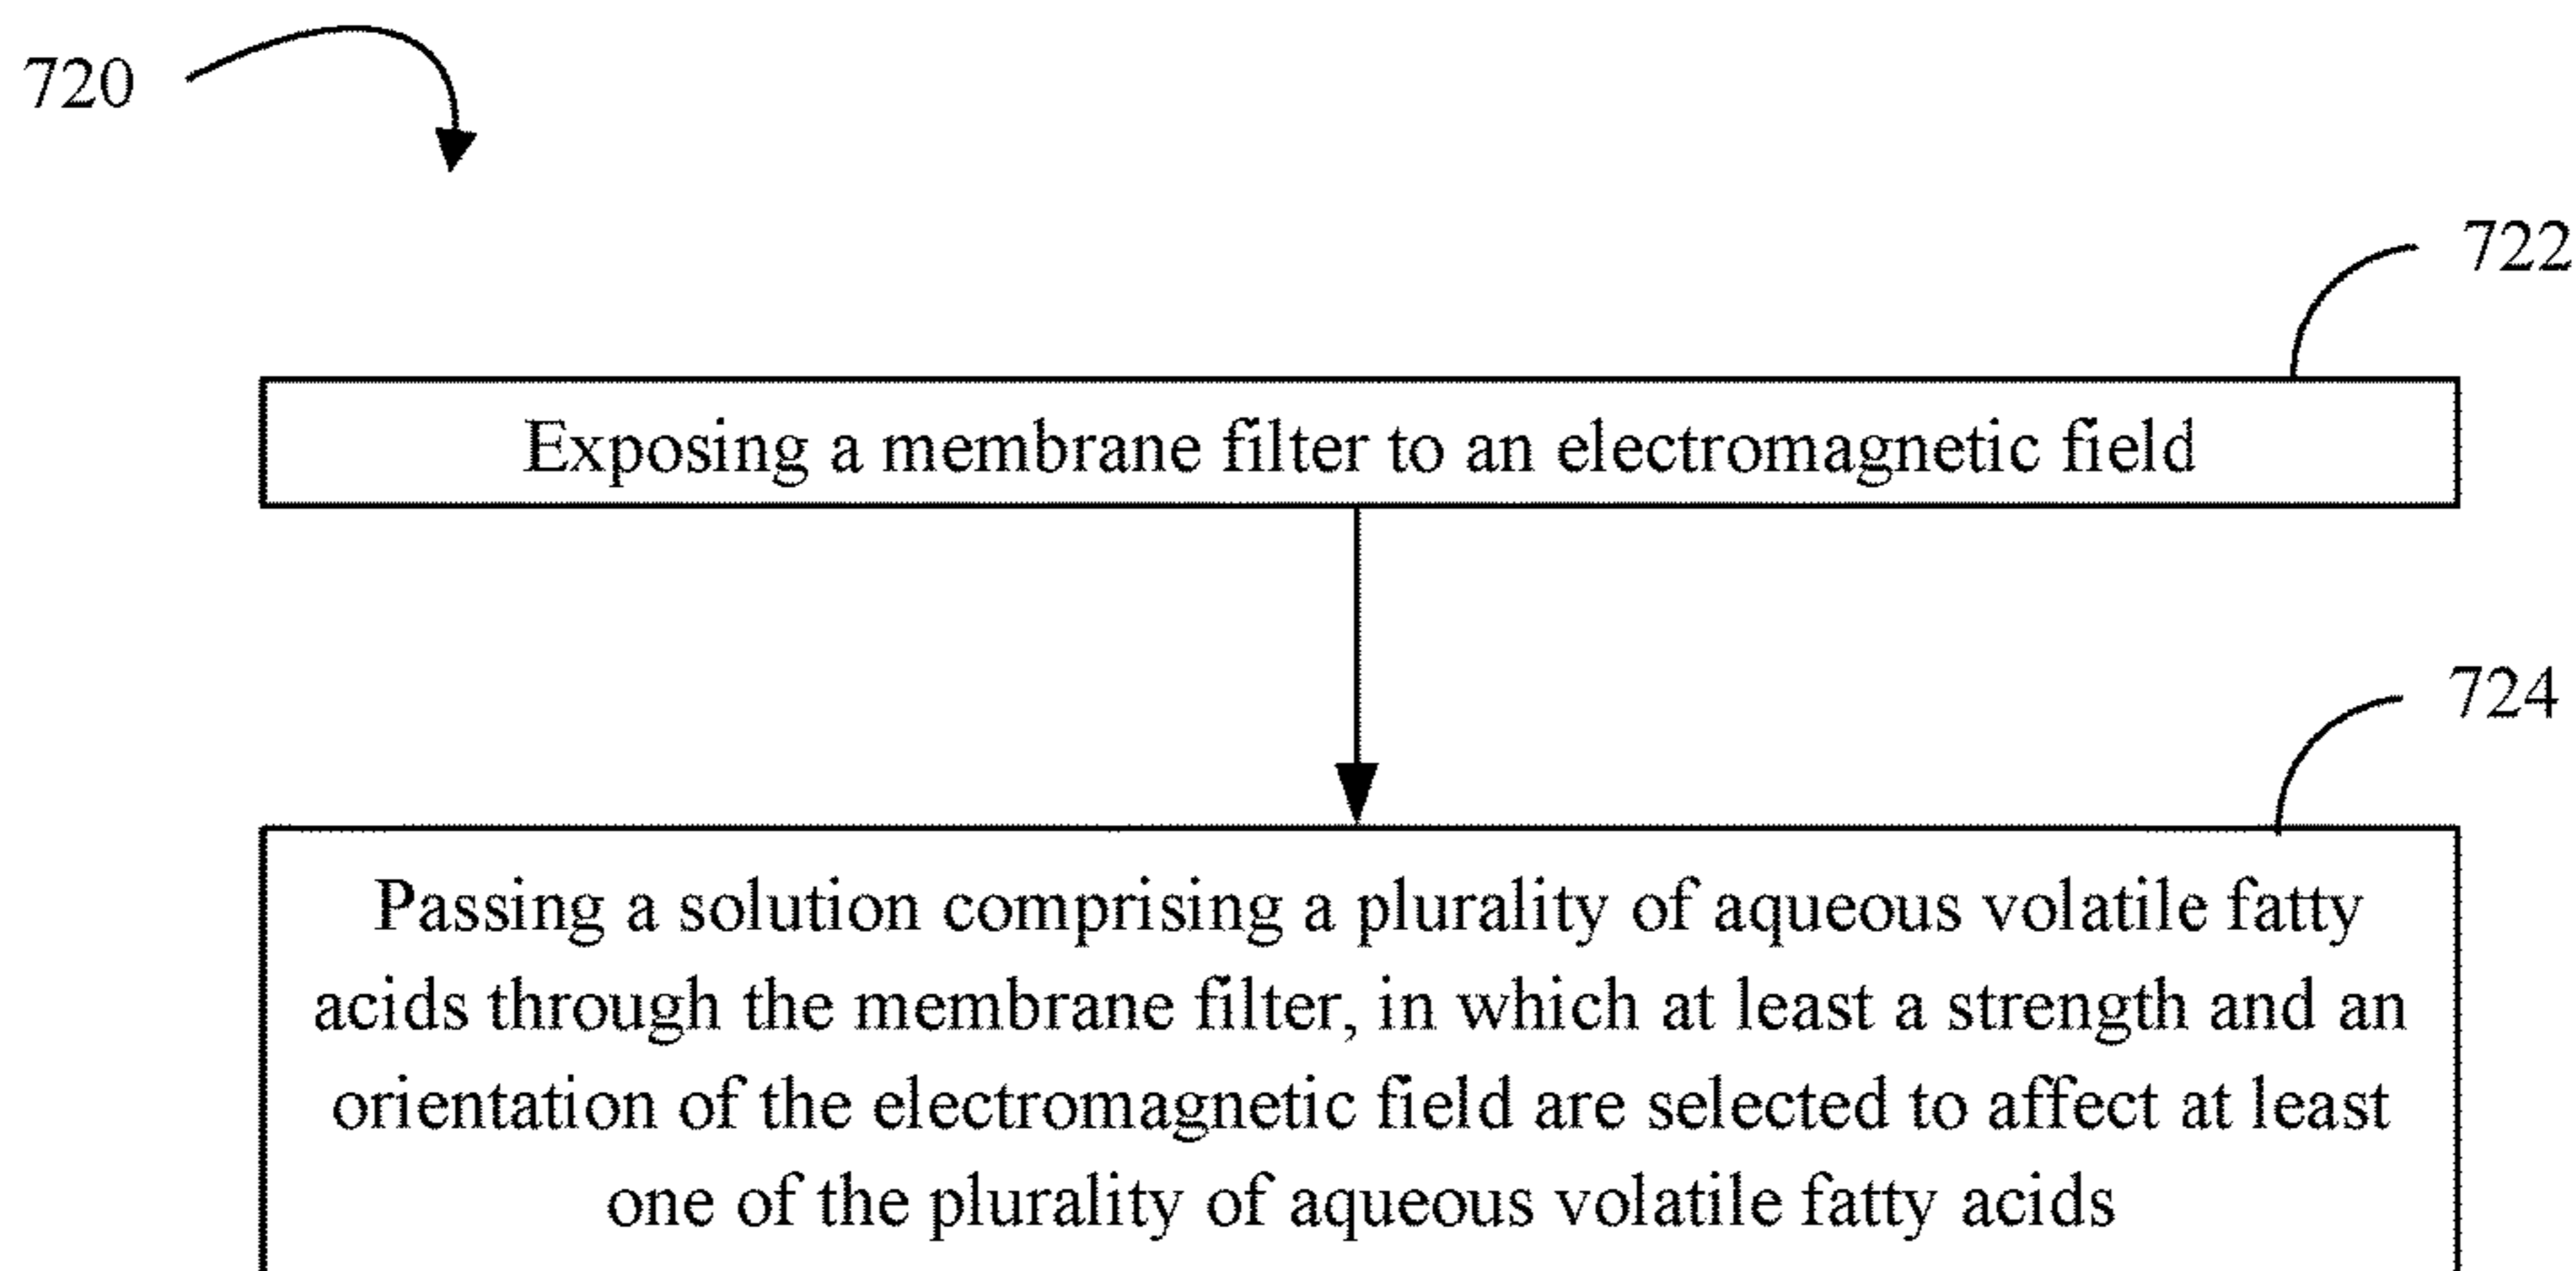 720
722
Exposing a membrane filter to an electromagnetic field
724
Passing a solution comprising a plurality of aqueous volatile fatty
acids through the membrane filter, in which at least a strength and an
orientation of the electromagnetic field are selected to affect at least
one of the plurality of aqueous volatile fatty acids